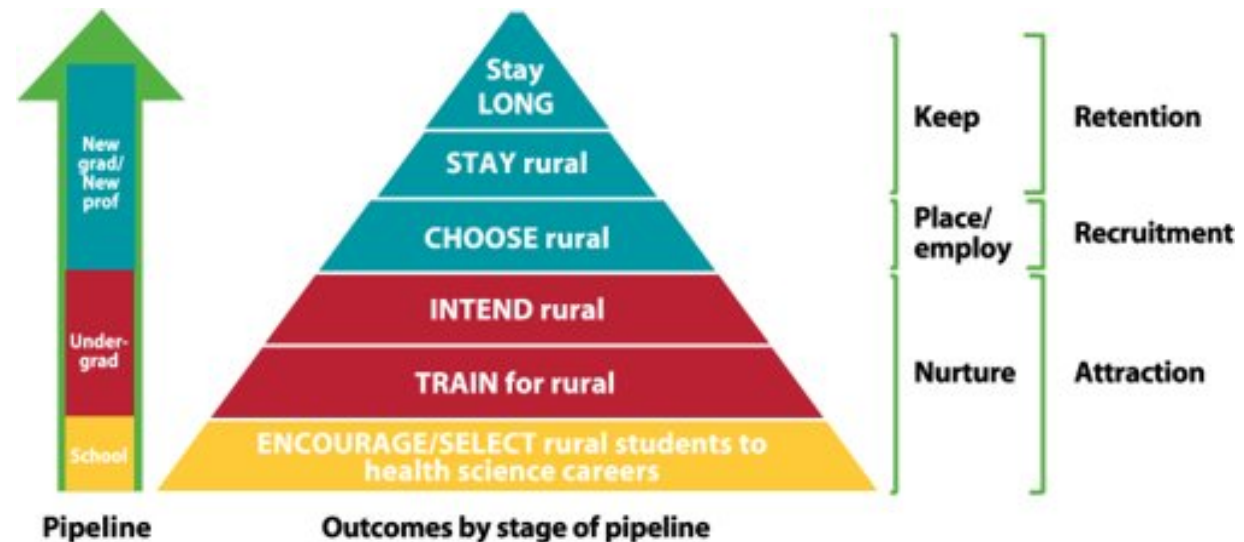 New
grad/
New
prof
Under-
grad
School
Pipeline
Stay
LONG
STAY rural
CHOOSE rural
INTEND rural
TRAIN for rural
ENCOURAGE/SELECT rural students to
health science careers
Outcomes by stage of pipeline
Keep
Place/
employ
Nurture
Retention
Recruitment
Attraction